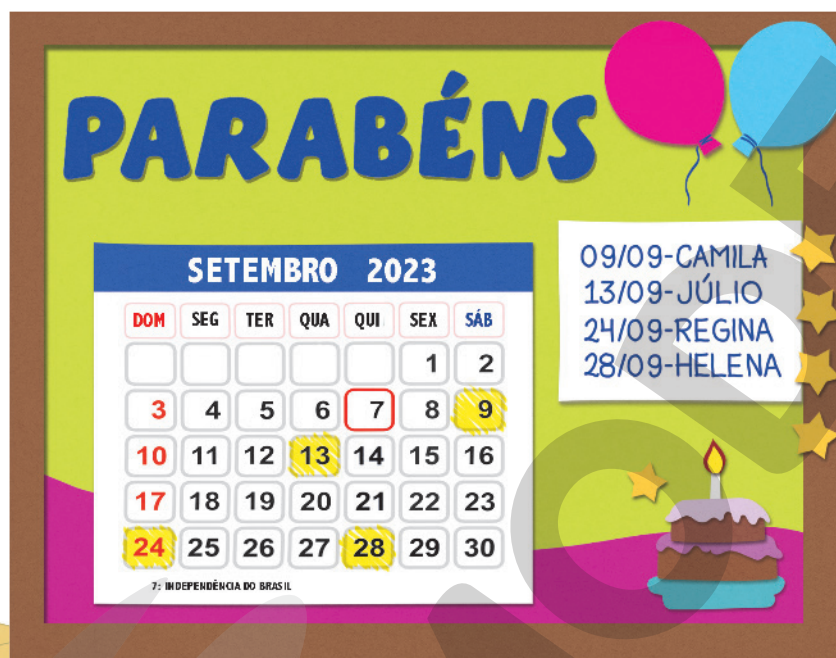 PARABÉNS
SETEMBRO 2023
DOM SEG TER QUA QUI SEX SÁB
1 2
3 4 5 6 7 8 9
10 11 12 13 14 15 16
17 18 19 20 21 22 23
24 25 26 27 28 29 30
7: INDEPENDÊNCIA DO BRASIL
09/09-CAMILA
13/09-JÚLIO
24/09-REGINA
28/09-HELENA